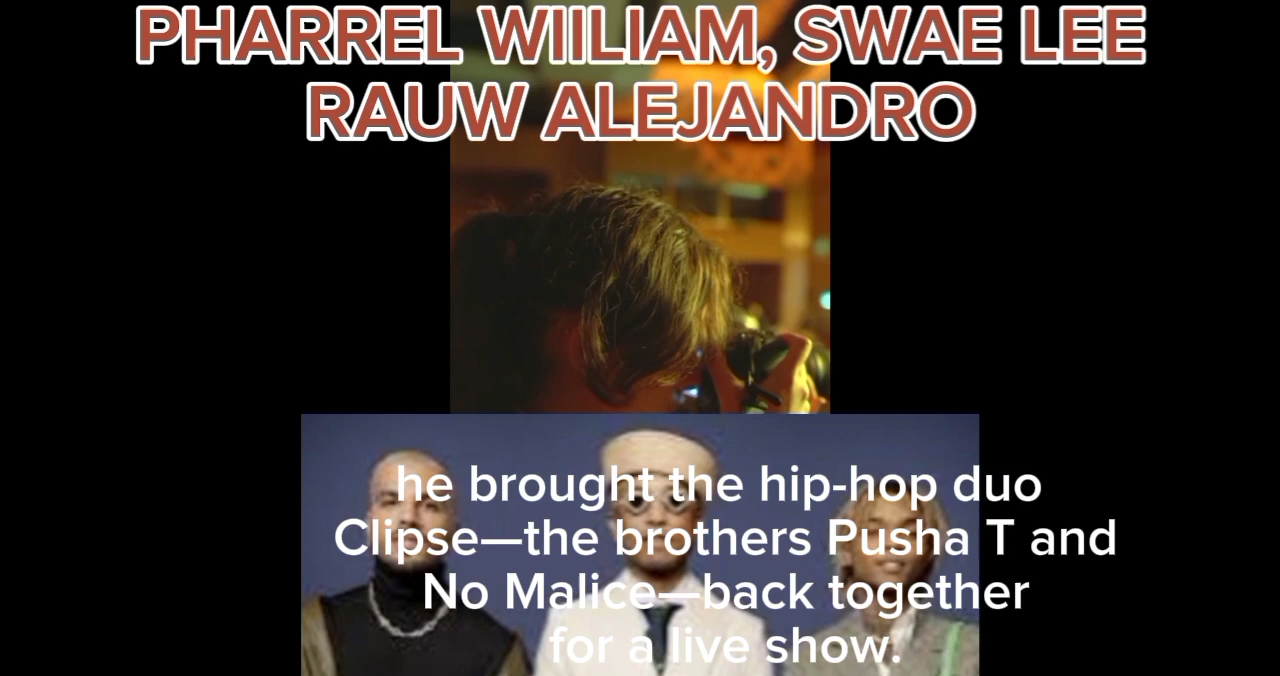 PHARREL WIILIAM, SWAE LEE
RAUW ALEJANDRO
he brought the hip-hop duo
Clipse—the brothers Pusha T and
No Malice—back together
for a live show.